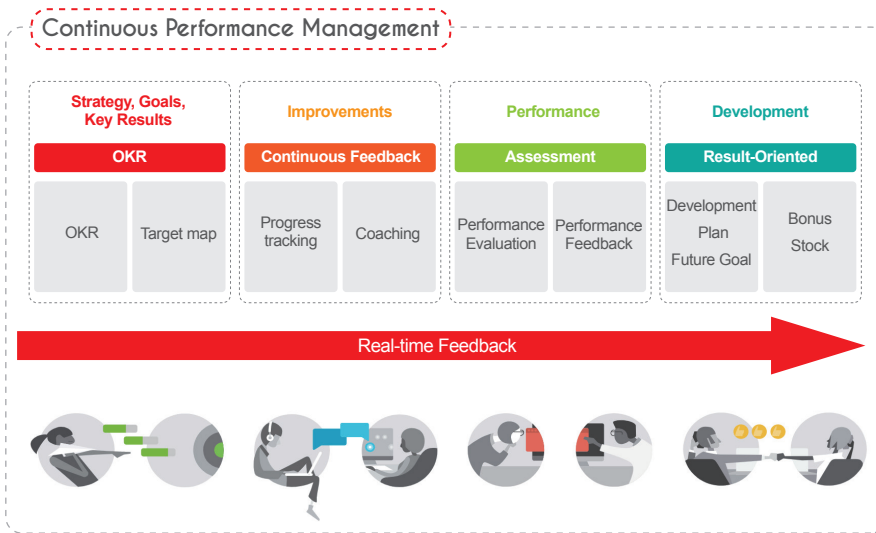 Continuous Performance Management
Strategy, Goals,
Key Results
OKR
OKR
Target map
Improvements
Continuous Feedback
Progress
tracking
Coaching
Performance
Assessment
Performance
Evaluation
Performance
Feedback
Development
Result-Oriented
Development
Plan
Future Goal
Bonus
Stock
Real-time Feedback